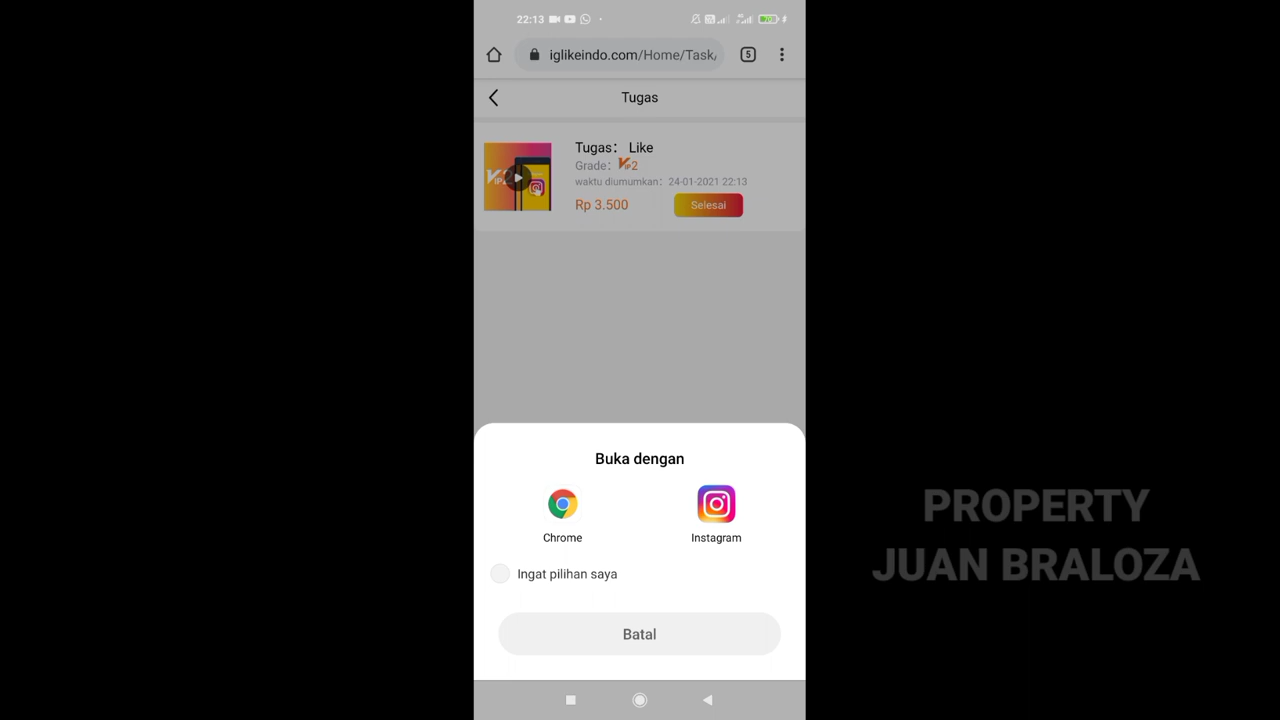 22:13
iglikeindo.com/Home/Task/
5
Tugas
Tugas： Like
Grade： VIP2
waktu diumumkan： 24-01-2021 22:13
Rp 3.500
Selesai
Buka dengan
Chrome
Instagram
Ingat pilihan saya
Batal
PROPERTY
JUAN BRALOZA